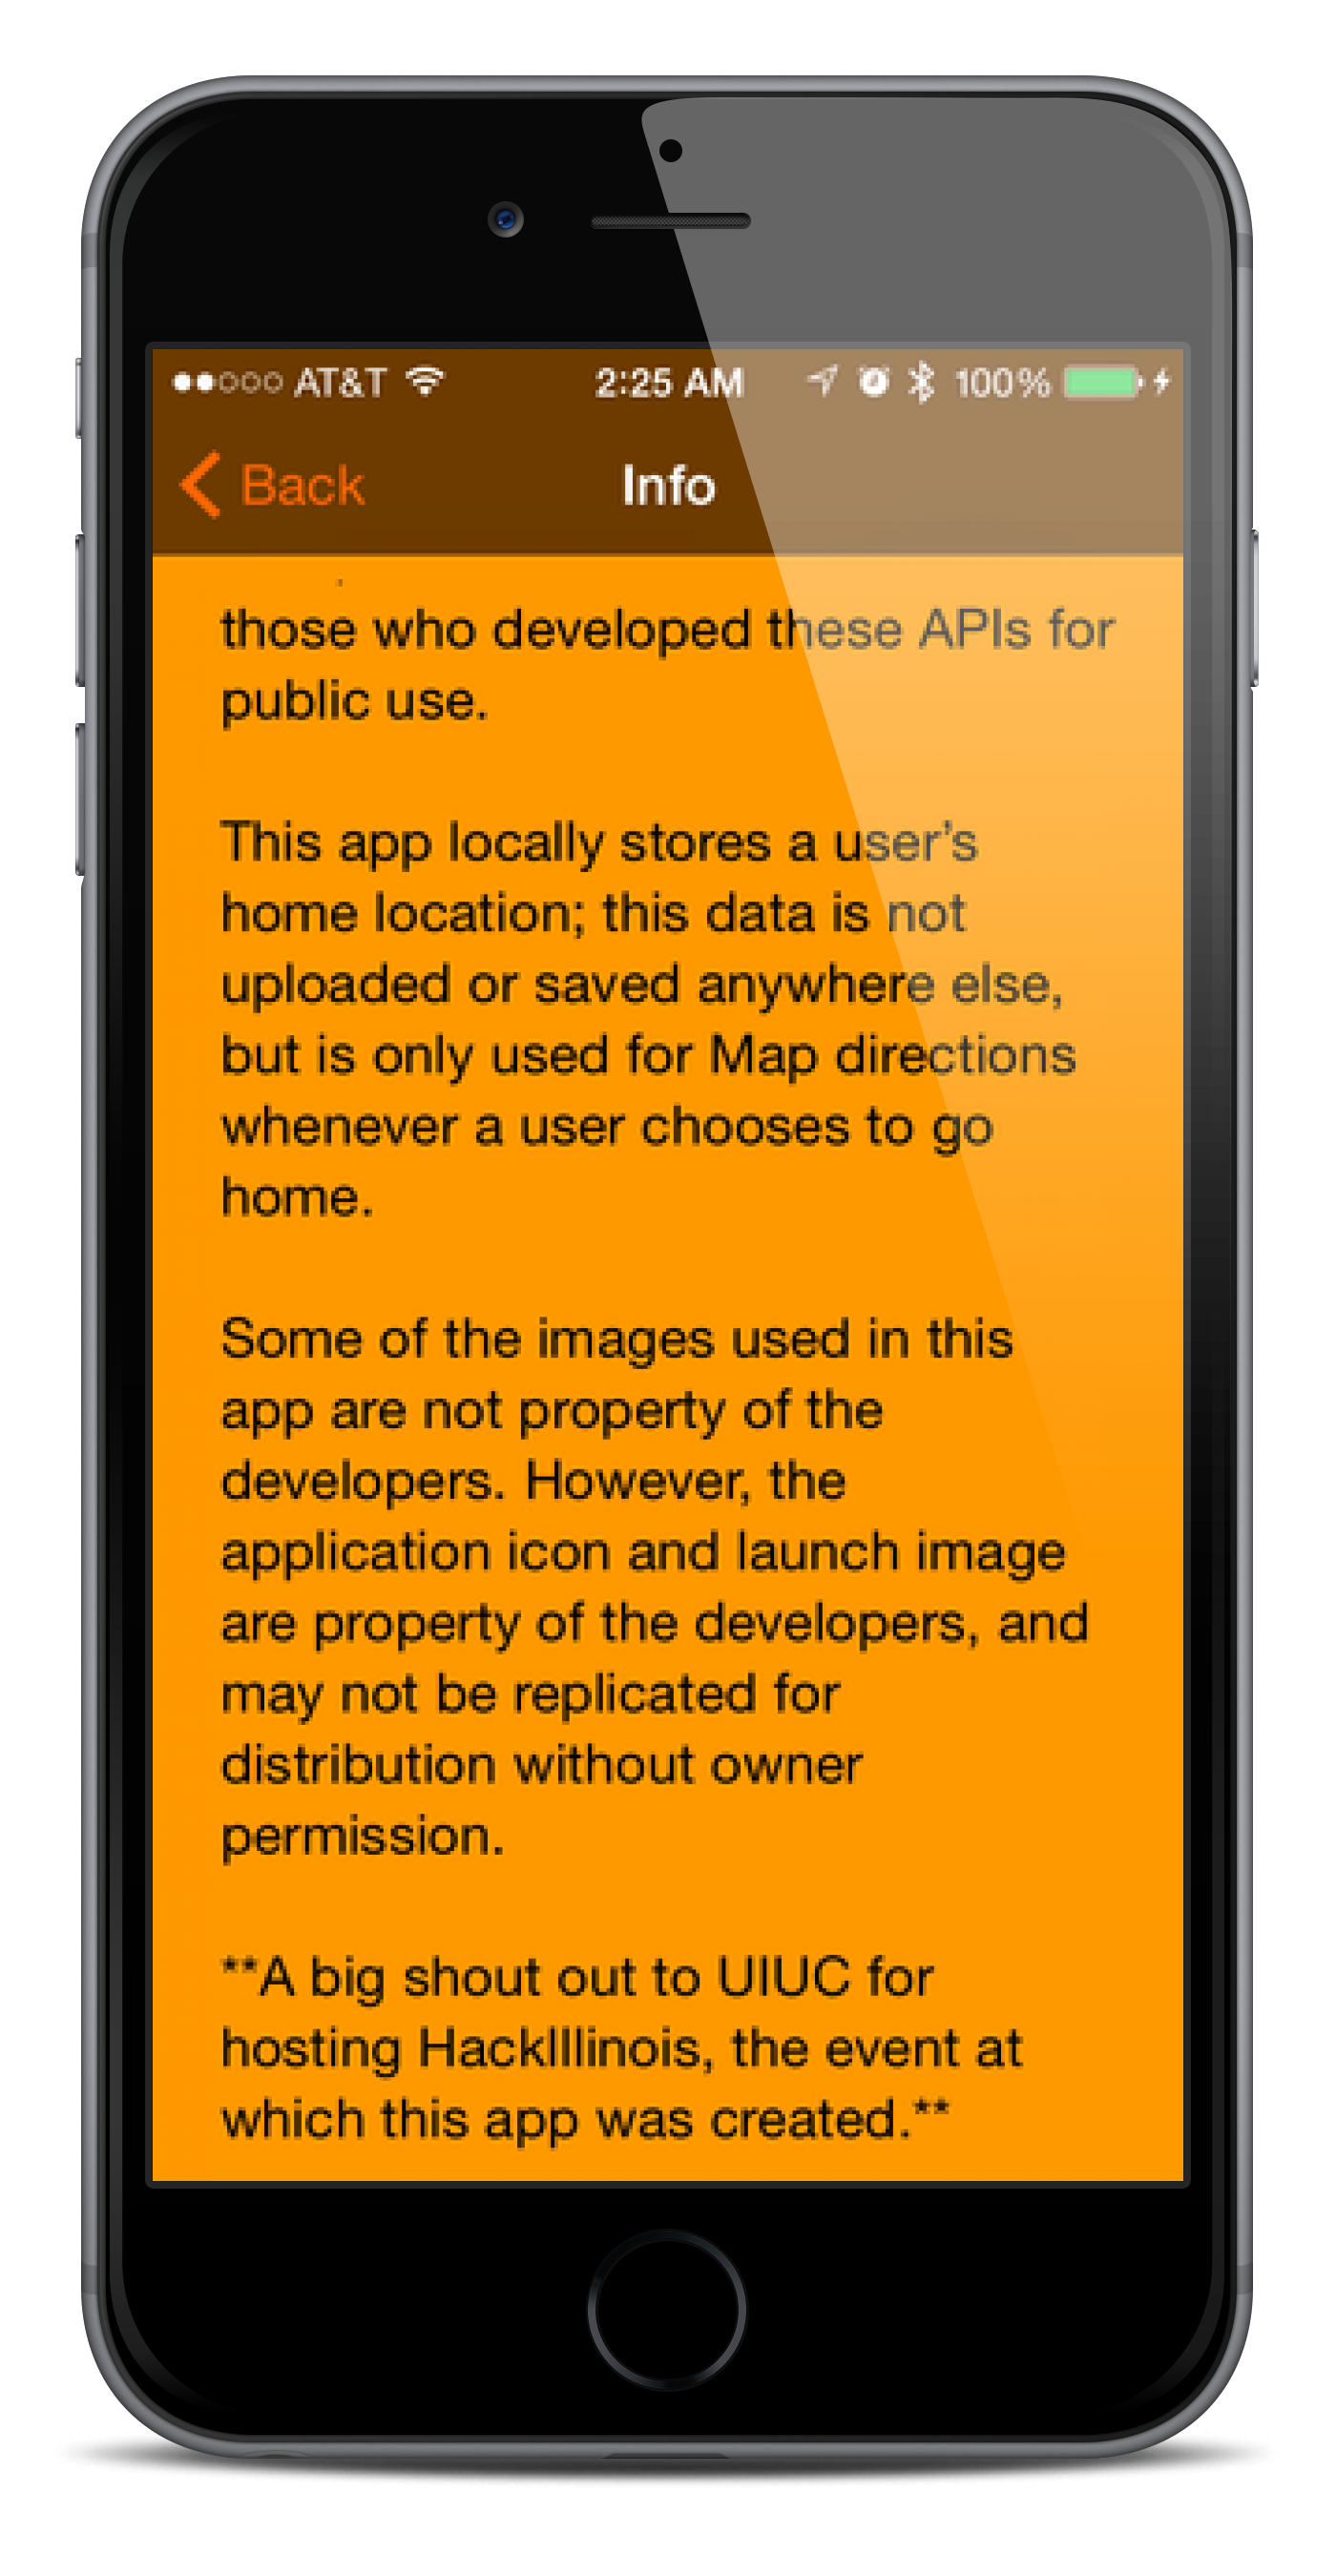 AT&T 2:25 AM 100%
Back Info
those who developed these APIs for
public use.
This app locally stores a user's
home location; this data is not
uploaded or saved anywhere else,
but is only used for Map directions
whenever a user chooses to go
home.
Some of the images used in this
app are not property of the
developers. However, the
application icon and launch image
are property of the developers, and
may not be replicated for
distribution without owner
permission.
**A big shout out to UIUC for
hosting HackIllinois, the event at
which this app was created.**